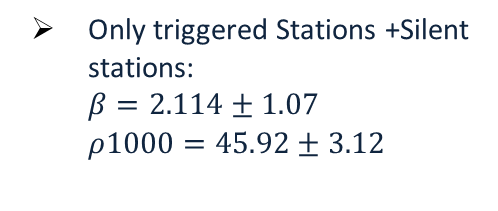 ➤ Only triggered Stations +Silent
stations:
𝛽 = 2.114 ± 1.07
𝜌1000 = 45.92 ± 3.12